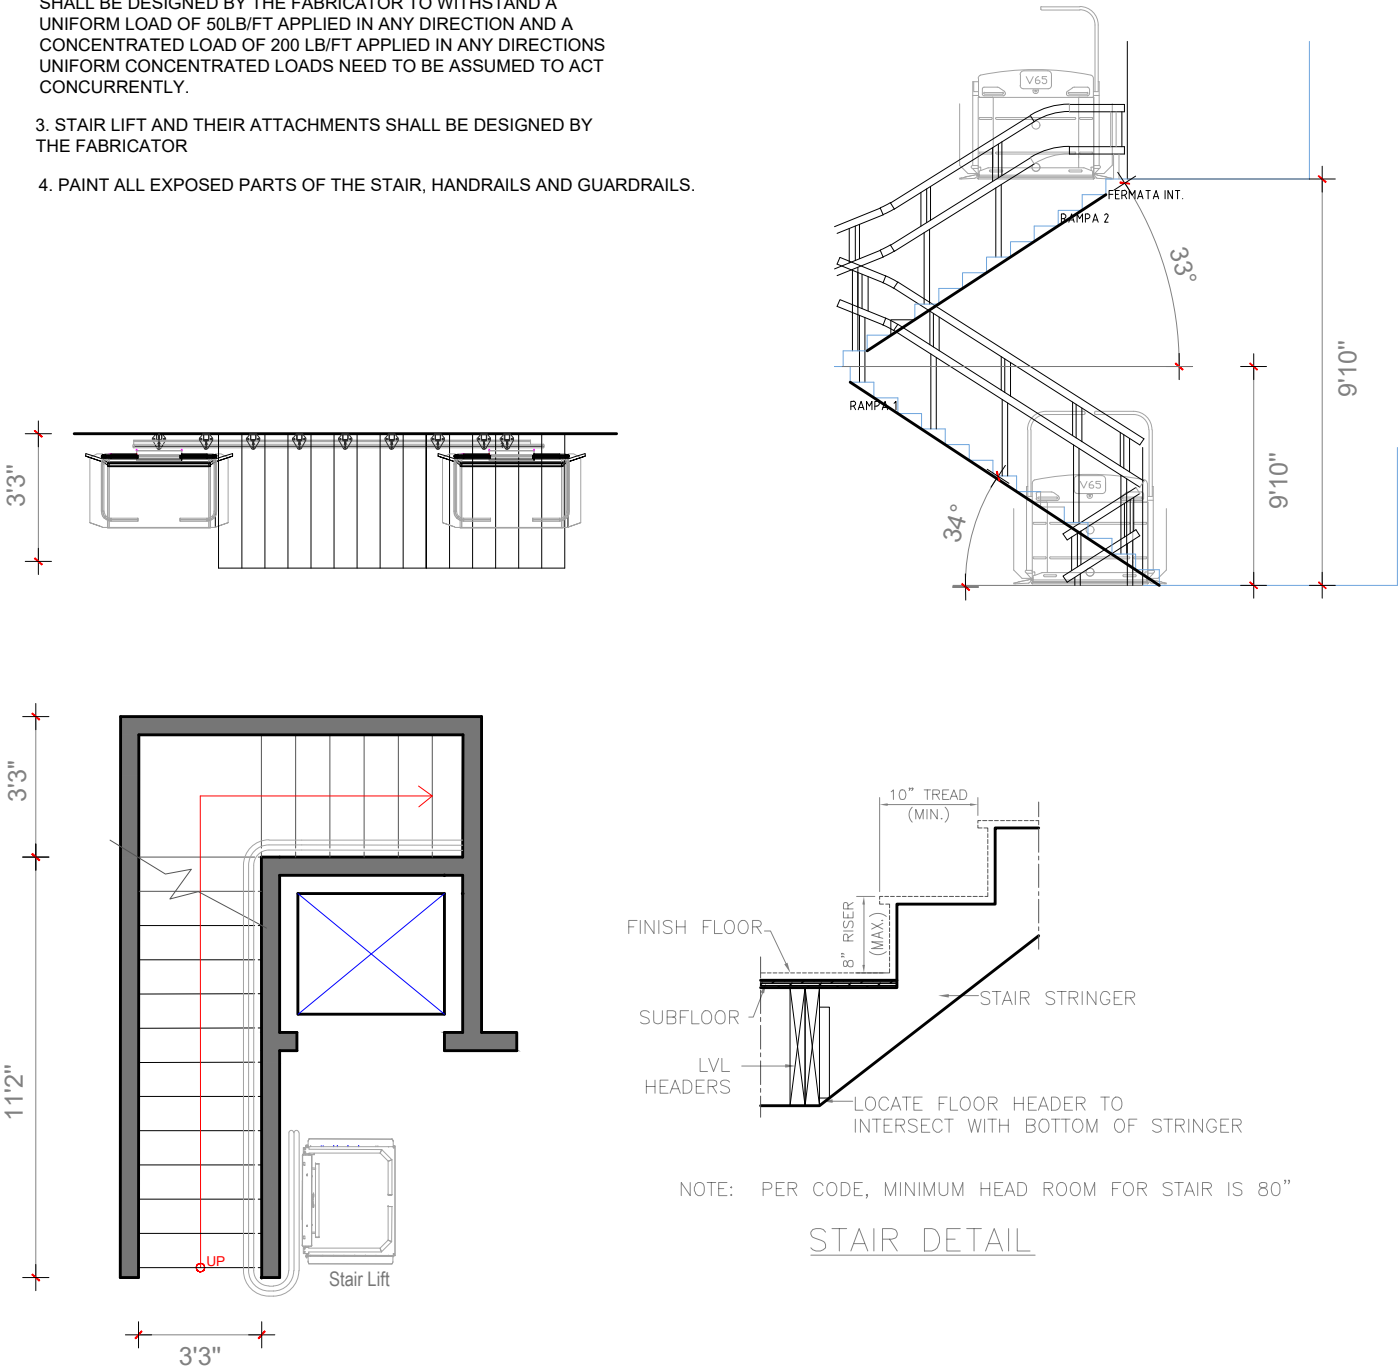 SHALL BE DESIGNED BY THE FABRICATOR TO WITHSTAND A
UNIFORM LOAD OF 50LB/FT APPLIED IN ANY DIRECTION AND A
CONCENTRATED LOAD OF 200 LB/FT APPLIED IN ANY DIRECTIONS
UNIFORM CONCENTRATED LOADS NEED TO BE ASSUMED TO ACT
CONCURRENTLY.
3. STAIR LIFT AND THEIR ATTACHMENTS SHALL BE DESIGNED BY
THE FABRICATOR
4. PAINT ALL EXPOSED PARTS OF THE STAIR, HANDRAILS AND GUARDRAILS.
V65
FERMATA INT.
RAMPA 2
33°
9'10"
RAMPA 1
V65
9'10"
34°
3'3"
3'3"
11'2"
UP
Stair Lift
3'3"
10" TREAD
(MIN.)
8" RISER
(MAX.)
FINISH FLOOR
SUBFLOOR
STAIR STRINGER
LVL
HEADERS
LOCATE FLOOR HEADER TO
INTERSECT WITH BOTTOM OF STRINGER
NOTE: PER CODE, MINIMUM HEAD ROOM FOR STAIR IS 80"
STAIR DETAIL